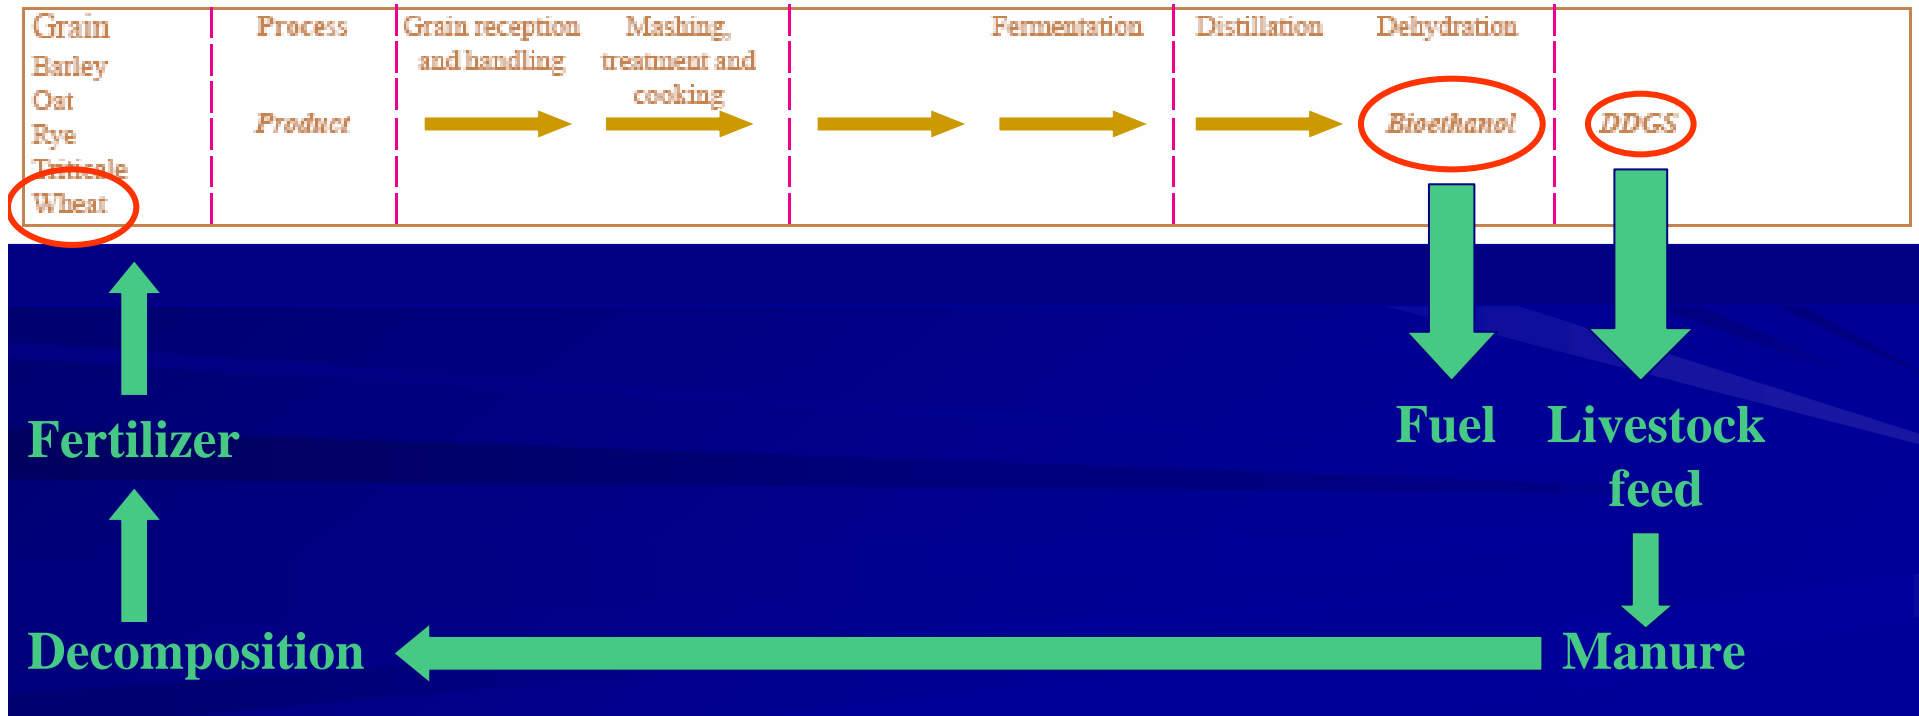 Grain
Barley
Oat
Rye
Triticale
Wheat
Process
Product
Grain reception
and handling
Mashing,
treatment and
cooking
Fermentation
Distillation
Dehydration
Bioethanol
DDGS
Fuel
Livestock
feed
Manure
Decomposition
Fertilizer